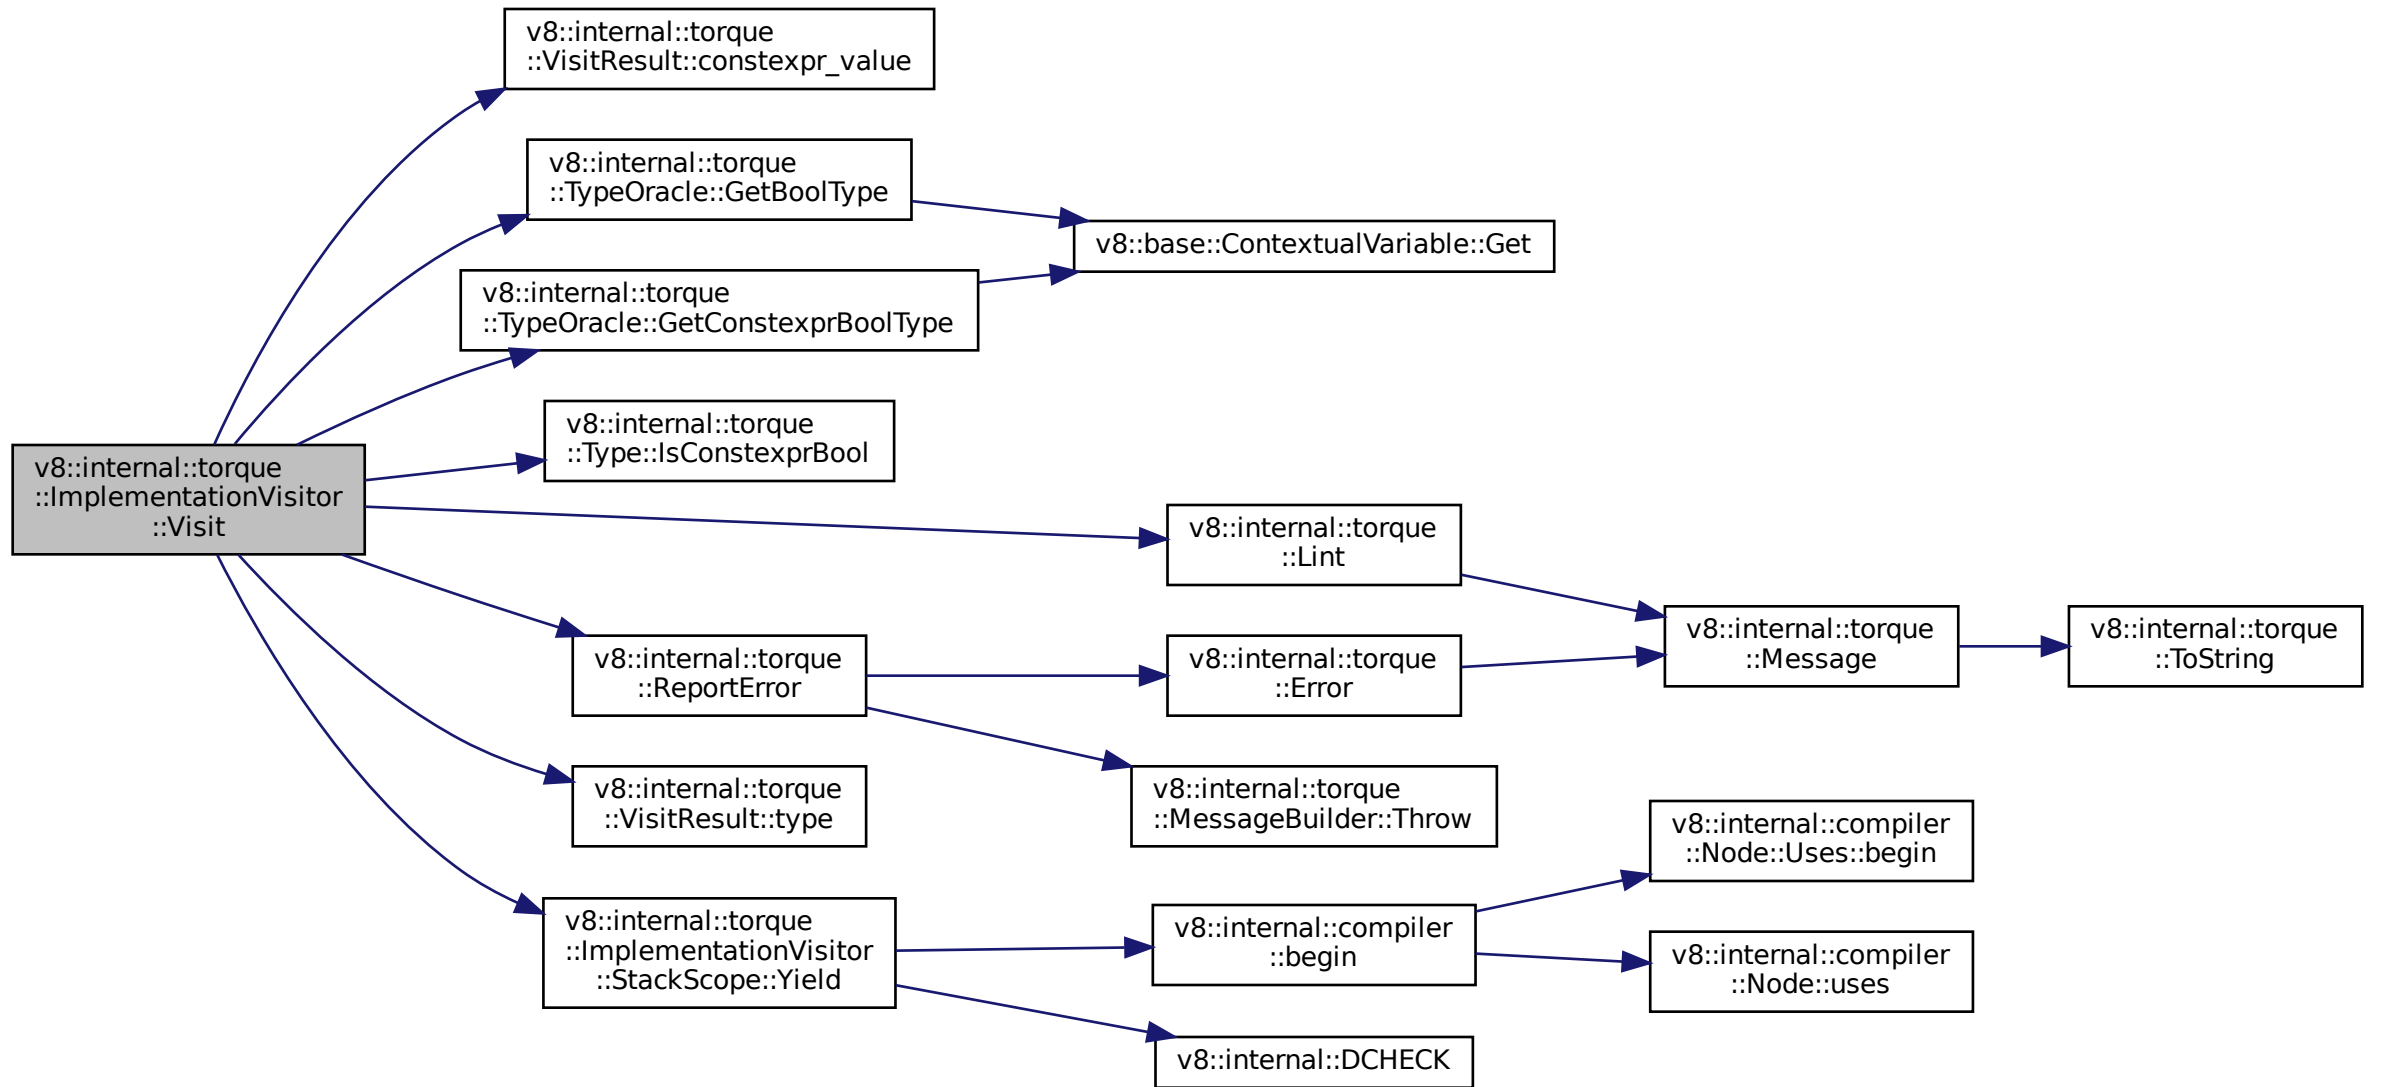 v8::internal::torque
::VisitResult::constexpr_value
v8::internal::torque
::TypeOracle::GetBoolType
v8::base::ContextualVariable::Get
v8::internal::torque
::TypeOracle::GetConstexprBoolType
v8::internal::torque
::Type::IsConstexprBool
v8::internal::torque
::ImplementationVisitor
::Visit
v8::internal::torque
::Lint
v8::internal::torque
::ReportError
v8::internal::torque
::Error
v8::internal::torque
::Message
v8::internal::torque
::ToString
v8::internal::torque
::VisitResult::type
v8::internal::torque
::MessageBuilder::Throw
v8::internal::compiler
::Node::Uses::begin
v8::internal::torque
::ImplementationVisitor
::StackScope::Yield
v8::internal::compiler
::begin
v8::internal::compiler
::Node::uses
v8::internal::DCHECK